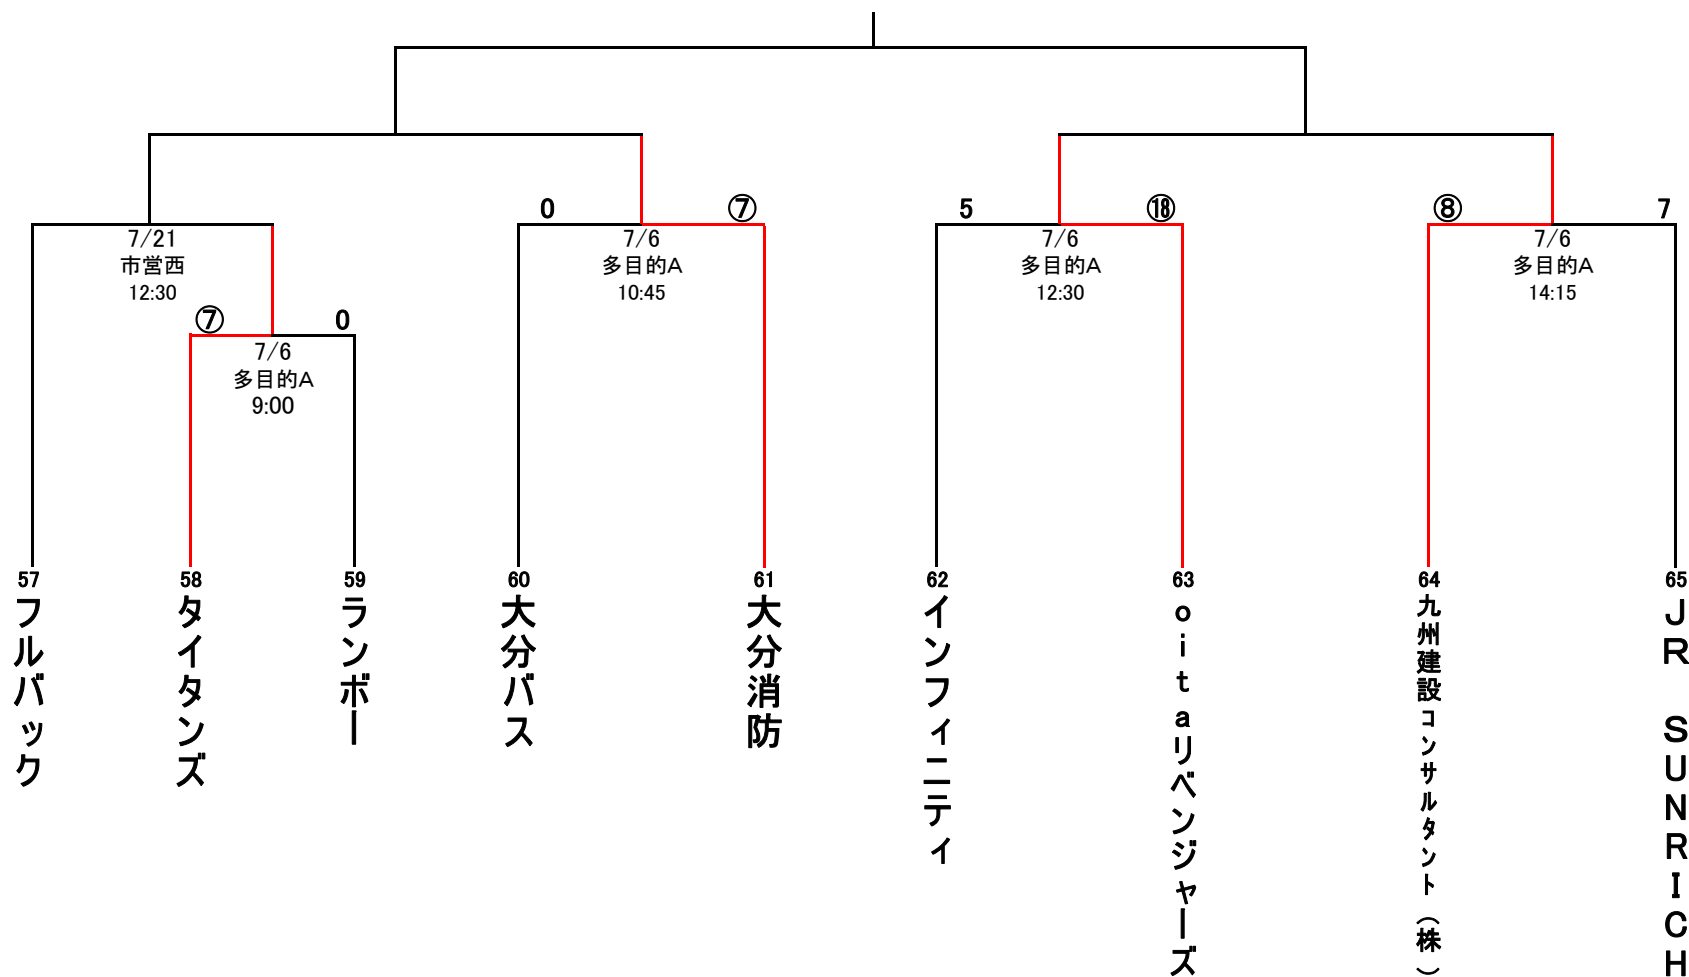 0
⑦
5
⑱
⑧
7
7/21
市営西
12:30
7/6
多目的A
10:45
7/6
多目的A
12:30
7/6
多目的A
14:15
⑦
0
7/6
多目的A
9:00
57
フルバック
58
タイタンズ
59
ランボー
60
大分バス
61
大分消防
62
インフィニティ
63
oitaリベンジャーズ
64
九州建設コンサルタント（株）
65
JR SUNRICH